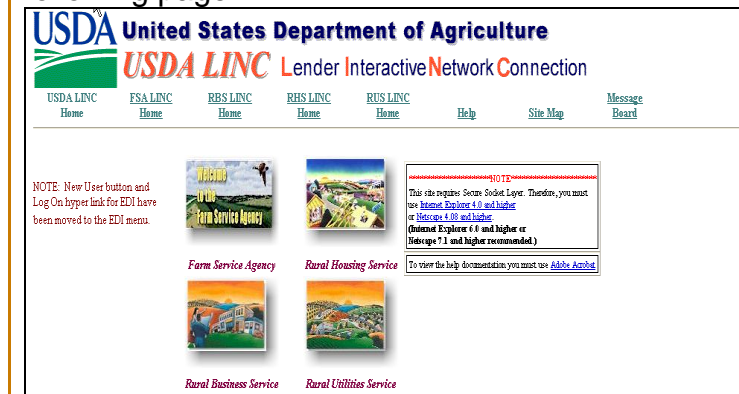 page
USDA United States Department of Agriculture
USDA LINC Lender Interactive Network Connection
USDA LINC Home
FSA LINC Home
RBS LINC Home
RHS LINC Home
RUS LINC Home
Help
Site Map
Message Board
NOTE: New User button and
Log On hyper link for EDI have
been moved to the EDI menu.
Welcome
to the
Farm Service Agency
Farm Service Agency
Rural Housing Service
Rural Business Service
Rural Utilities Service
********************NOTE********************
This site requires Secure Socket Layer. Therefore, you must
use Internet Explorer 4.0 and higher
or Netscape 4.08 and higher.
(Internet Explorer 6.0 and higher or
Netscape 7.1 and higher recommended.)
To view the help documentation you must use Adobe Acrobat